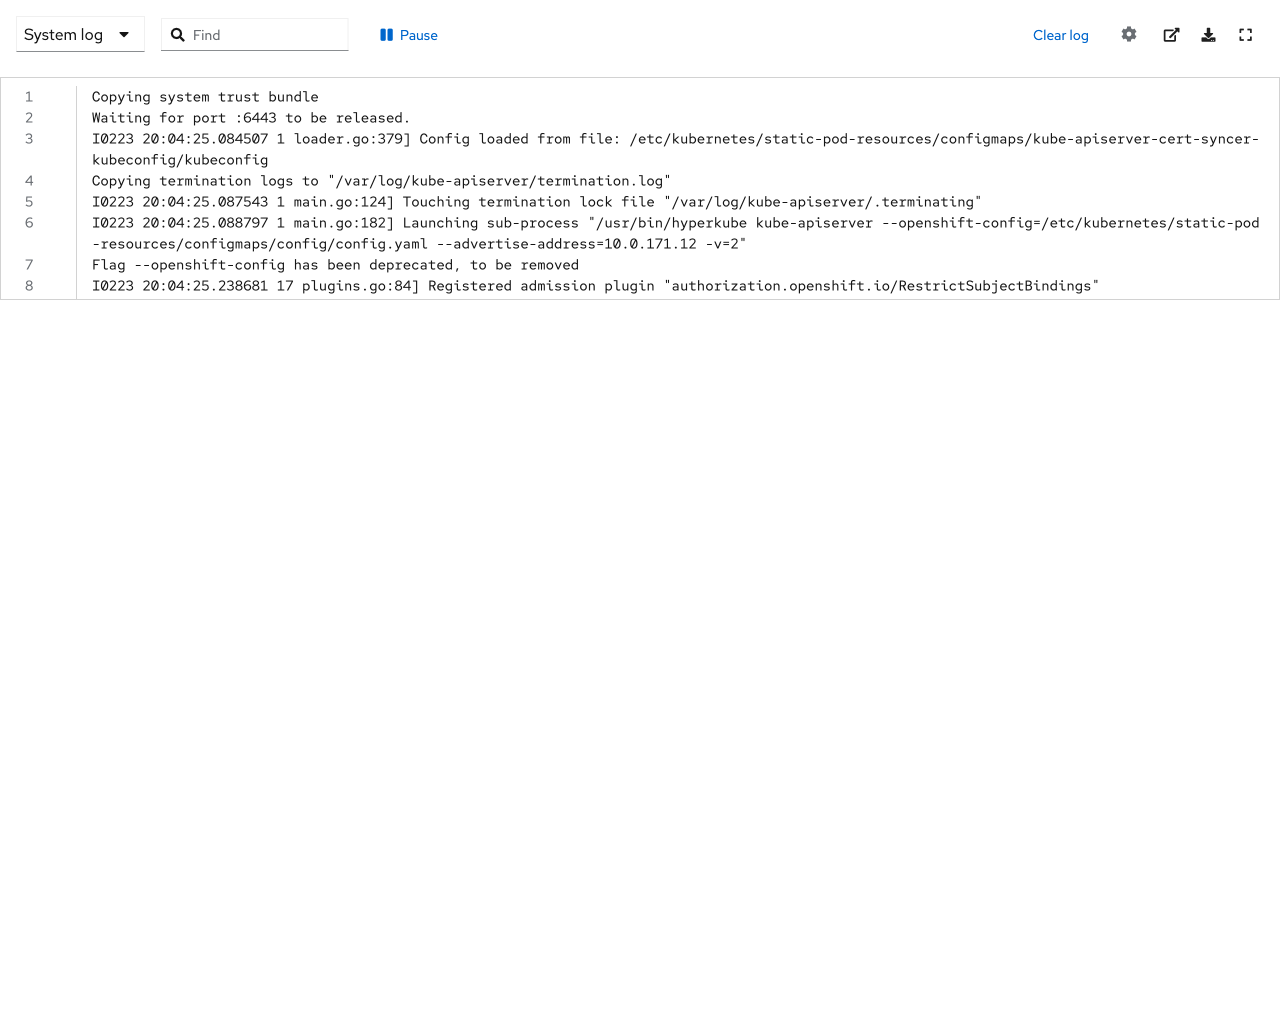 System log
Find
Pause
Clear log
1 Copying system trust bundle
2 Waiting for port :6443 to be released.
3 I0223 20:04:25.084507 1 loader.go:379] Config loaded from file: /etc/kubernetes/static-pod-resources/configmaps/kube-apiserver-cert-syncer-
kubeconfig/kubeconfig
4 Copying termination logs to "/var/log/kube-apiserver/termination.log"
5 I0223 20:04:25.087543 1 main.go:124] Touching termination lock file "/var/log/kube-apiserver/.terminating"
6 I0223 20:04:25.088797 1 main.go:182] Launching sub-process "/usr/bin/hyperkube kube-apiserver --openshift-config=/etc/kubernetes/static-pod
-resources/configmaps/config/config.yaml --advertise-address=10.0.171.12 -v=2"
7 Flag --openshift-config has been deprecated, to be removed
8 I0223 20:04:25.238681 17 plugins.go:84] Registered admission plugin "authorization.openshift.io/RestrictSubjectBindings"